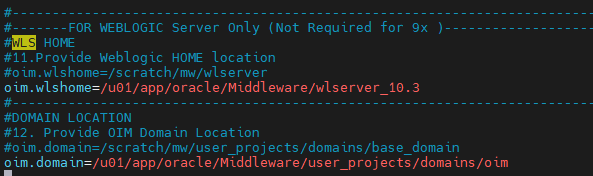 #-----------------------------------------------------------------------
#-------FOR WEBLOGIC Server Only (Not Required for 9x )------------------
#WLS HOME
#11.Provide Weblogic HOME location
#oim.wlshome=/scratch/mw/wlserver
oim.wlshome=/u01/app/oracle/Middleware/wlserver_10.3
#-----------------------------------------------------------------------
#DOMAIN LOCATION
#12. Provide OIM Domain Location
#oim.domain=/scratch/mw/user_projects/domains/base_domain
oim.domain=/u01/app/oracle/Middleware/user_projects/domains/oim